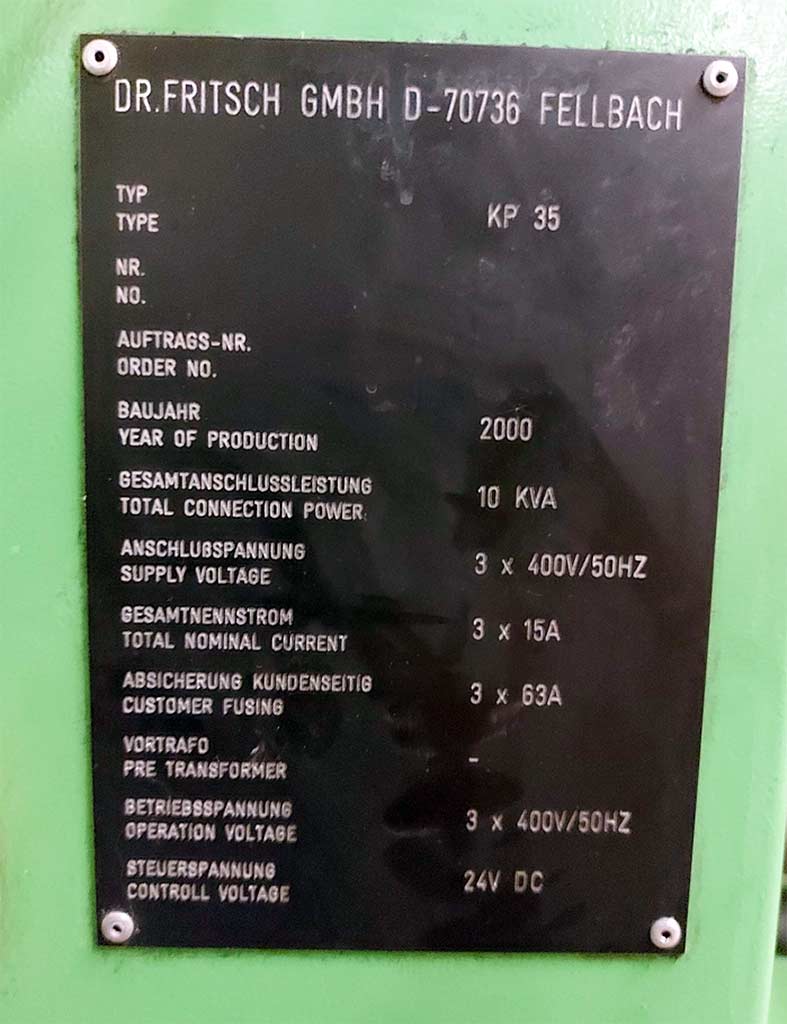 DR.FRITSCH GMBH D-70736 FELLBACH
TYP
TYPE KP 35
NR.
NO.
AUFTRAGS-NR.
ORDER NO.
BAUJAHR
YEAR OF PRODUCTION 2000
GESAMTANSCHLUSSLEISTUNG
TOTAL CONNECTION POWER 10 KVA
ANSCHLUßSPANNUNG
SUPPLY VOLTAGE 3 x 400V/50HZ
GESAMTNENNSTROM
TOTAL NOMINAL CURRENT 3 x 15A
ABSICHERUNG KUNDENSEITIG
CUSTOMER FUSING 3 x 63A
VORTRAFO
PRE TRANSFORMER -
BETRIEBSSPANNUNG
OPERATION VOLTAGE 3 x 400V/50HZ
STEUERSPANNUNG
CONTROLL VOLTAGE 24V DC